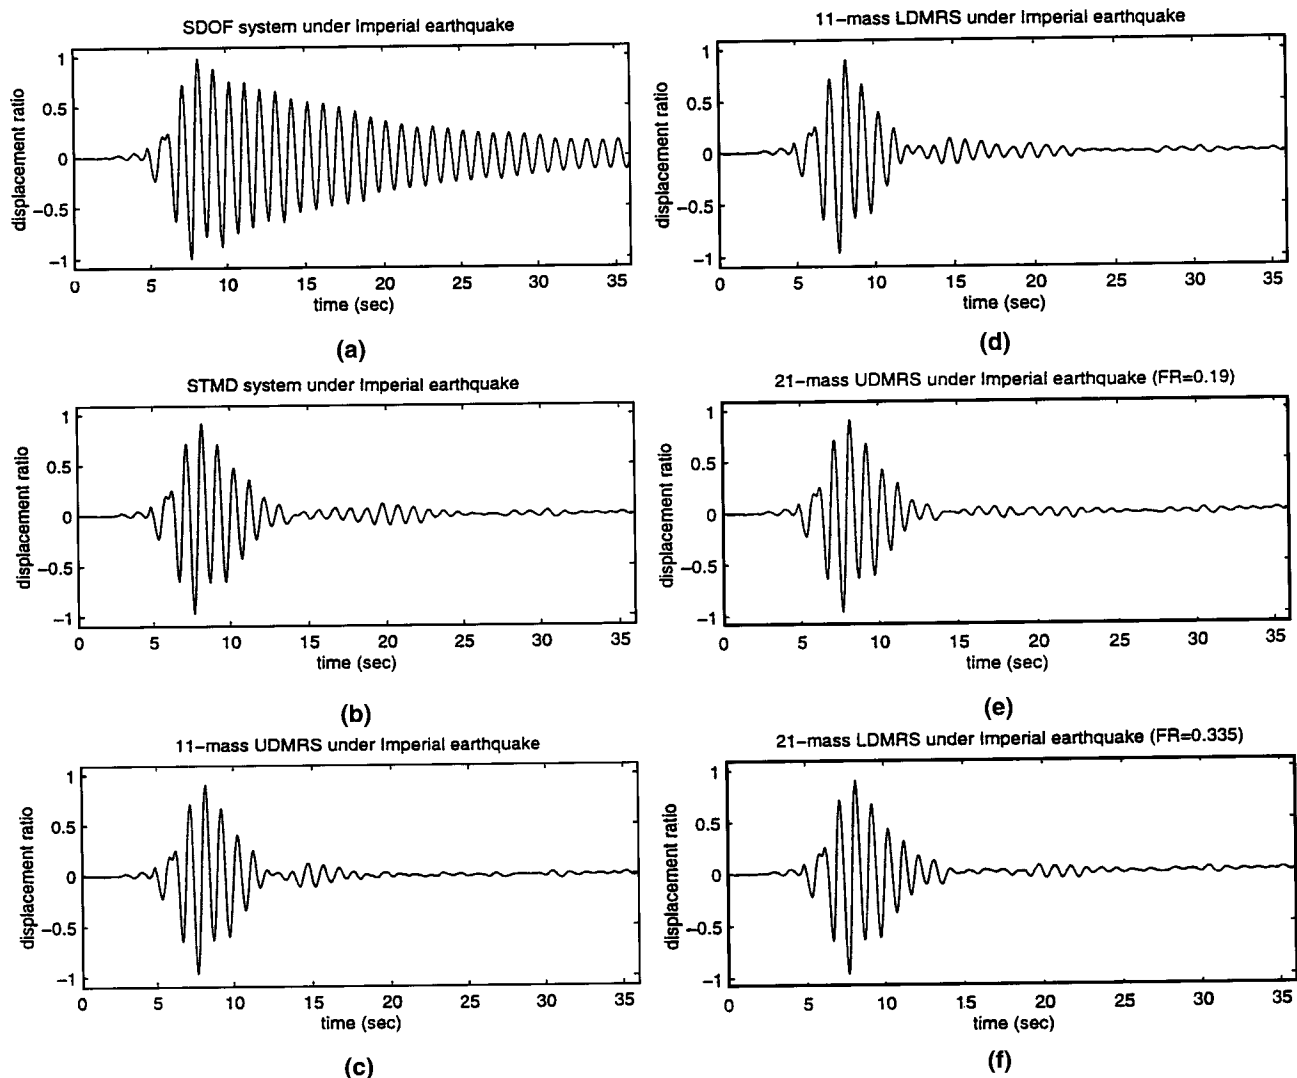 SDOF system under Imperial earthquake
displacement ratio
1
0.5
0
−0.5
−1
0 5 10 15 20 25 30 35
time (sec)
(a)
STMD system under Imperial earthquake
displacement ratio
1
0.5
0
−0.5
−1
0 5 10 15 20 25 30 35
time (sec)
(b)
11−mass UDMRS under Imperial earthquake
displacement ratio
1
0.5
0
−0.5
−1
0 5 10 15 20 25 30 35
time (sec)
(c)
11−mass LDMRS under Imperial earthquake
displacement ratio
1
0.5
0
−0.5
−1
0 5 10 15 20 25 30 35
time (sec)
(d)
21−mass UDMRS under Imperial earthquake (FR=0.19)
displacement ratio
1
0.5
0
−0.5
−1
0 5 10 15 20 25 30 35
time (sec)
(e)
21−mass LDMRS under Imperial earthquake (FR=0.335)
displacement ratio
1
0.5
0
−0.5
−1
0 5 10 15 20 25 30 35
time (sec)
(f)